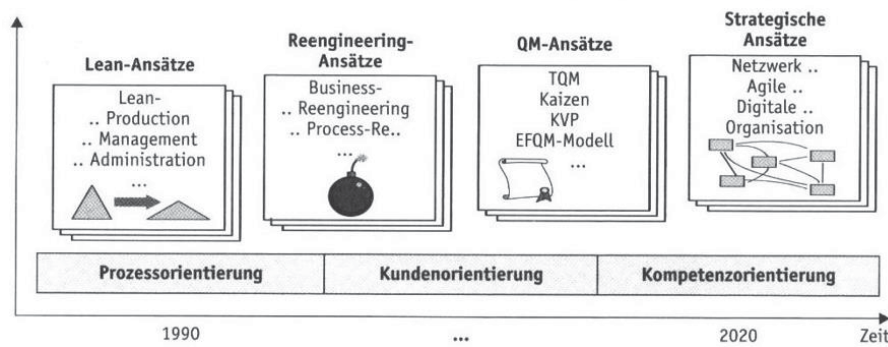 Lean-Ansätze
Lean-
.. Production
.. Management
.. Administration
...
Reengineering-
Ansätze
Business-
.. Reengineering
.. Process-Re..
...
QM-Ansätze
TQM
Kaizen
KVP
EFQM-Modell
...
Strategische
Ansätze
Netzwerk ..
Agile ..
Digitale ..
Organisation
Prozessorientierung
Kundenorientierung
Kompetenzorientierung
1990
...
2020
Zeit